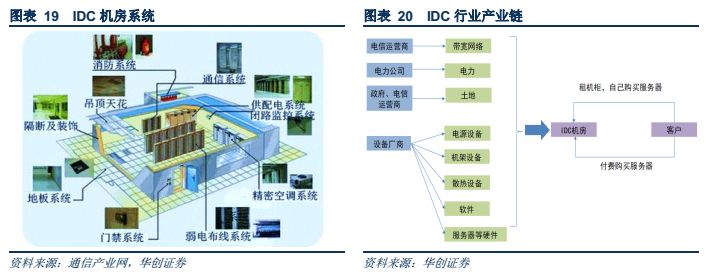 图表 19 IDC 机房系统
消防系统
通信系统
吊顶天花
供配电系统
闭路监控系统
隔断及装饰
地板系统
精密空调系统
门禁系统
弱电布线系统
资料来源：通信产业网，华创证券
图表 20 IDC 行业产业链
电信运营商
带宽网络
电力公司
电力
政府、电信
运营商
土地
设备厂商
电源设备
机架设备
散热设备
软件
服务器等硬件
租机柜，自己购买服务器
IDC机房
客户
付费购买服务器
资料来源：华创证券